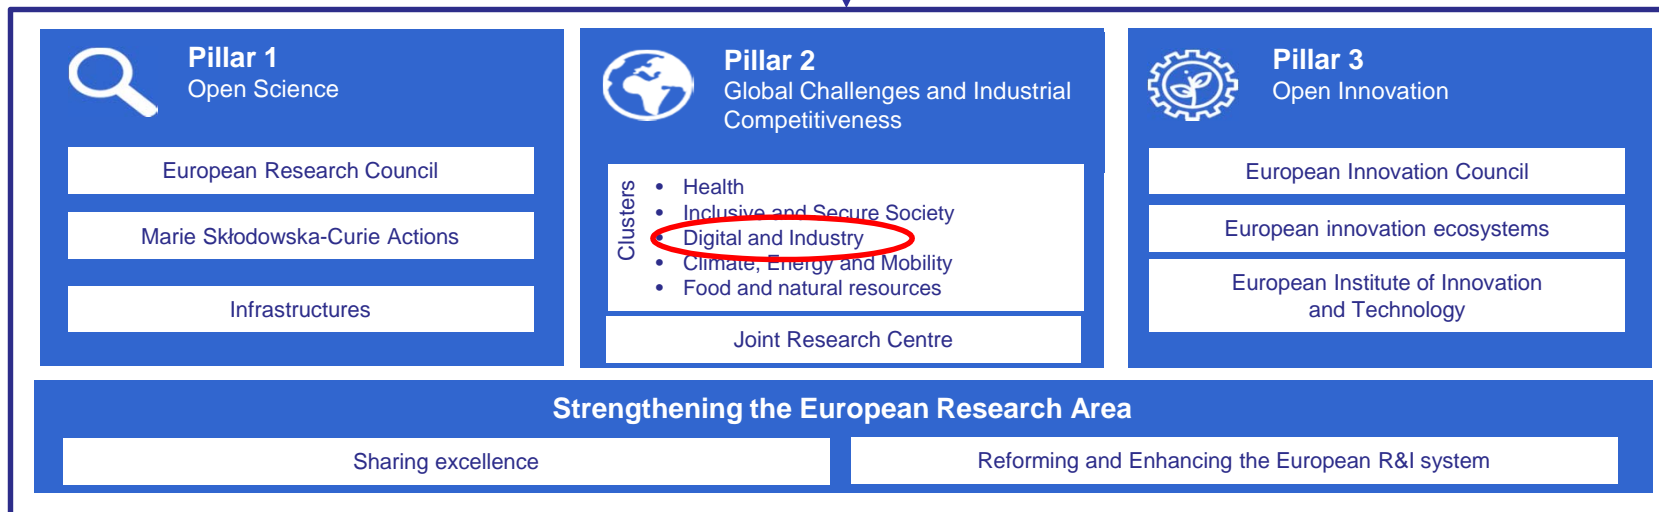 Pillar 1
Open Science
European Research Council
Marie Skłodowska-Curie Actions
Infrastructures
Pillar 2
Global Challenges and Industrial
Competitiveness
Clusters
• Health
• Inclusive and Secure Society
• Digital and Industry
• Climate, Energy and Mobility
• Food and natural resources
Joint Research Centre
Pillar 3
Open Innovation
European Innovation Council
European innovation ecosystems
European Institute of Innovation
and Technology
Strengthening the European Research Area
Sharing excellence
Reforming and Enhancing the European R&I system